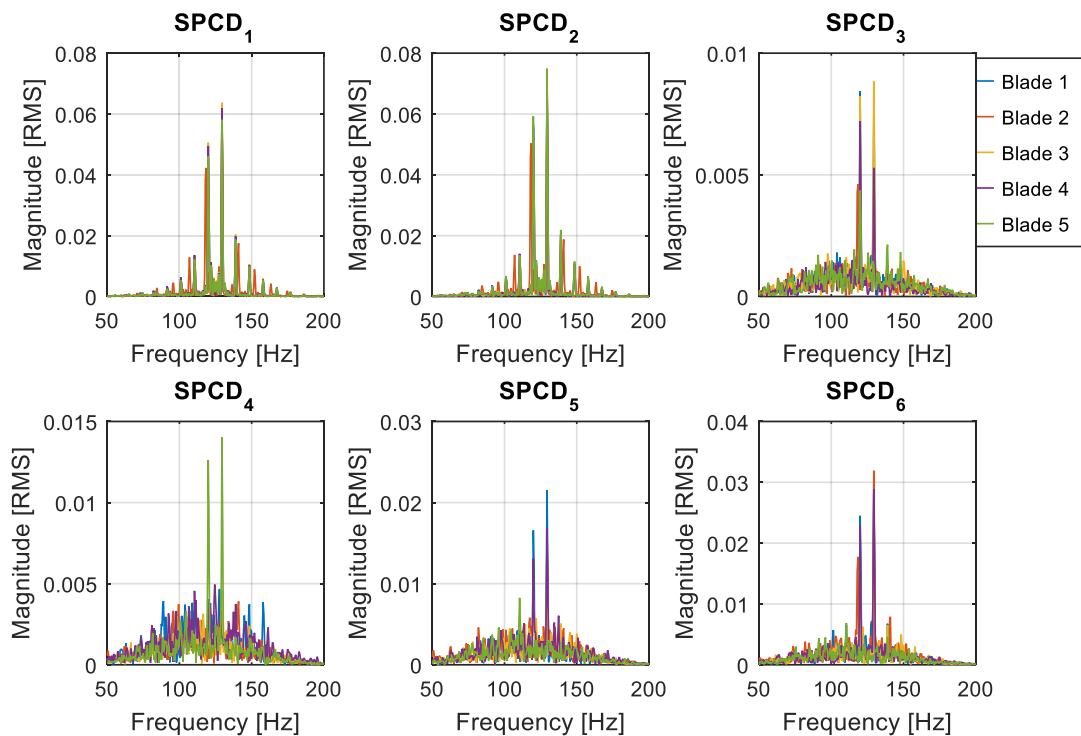 SPCD1
Magnitude [RMS]
0.08
0.06
0.04
0.02
0
50 100 150 200
Frequency [Hz]
SPCD2
Magnitude [RMS]
0.08
0.06
0.04
0.02
0
50 100 150 200
Frequency [Hz]
SPCD3
Magnitude [RMS]
0.01
0.005
0
50 100 150 200
Frequency [Hz]
Blade 1
Blade 2
Blade 3
Blade 4
Blade 5
SPCD4
Magnitude [RMS]
0.015
0.01
0.005
0
50 100 150 200
Frequency [Hz]
SPCD5
Magnitude [RMS]
0.03
0.02
0.01
0
50 100 150 200
Frequency [Hz]
SPCD6
Magnitude [RMS]
0.04
0.03
0.02
0.01
0
50 100 150 200
Frequency [Hz]